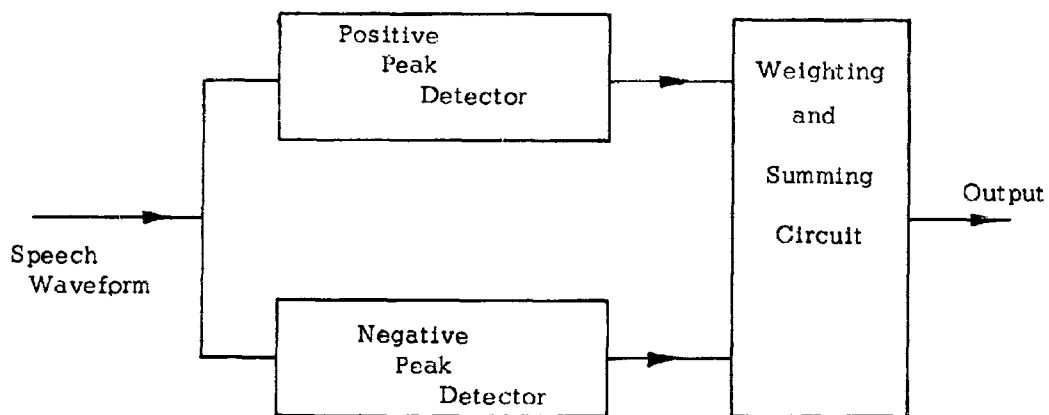 Positive
Peak
Detector
Weighting
and
Summing
Circuit
Output
Speech
Waveform
Negative
Peak
Detector